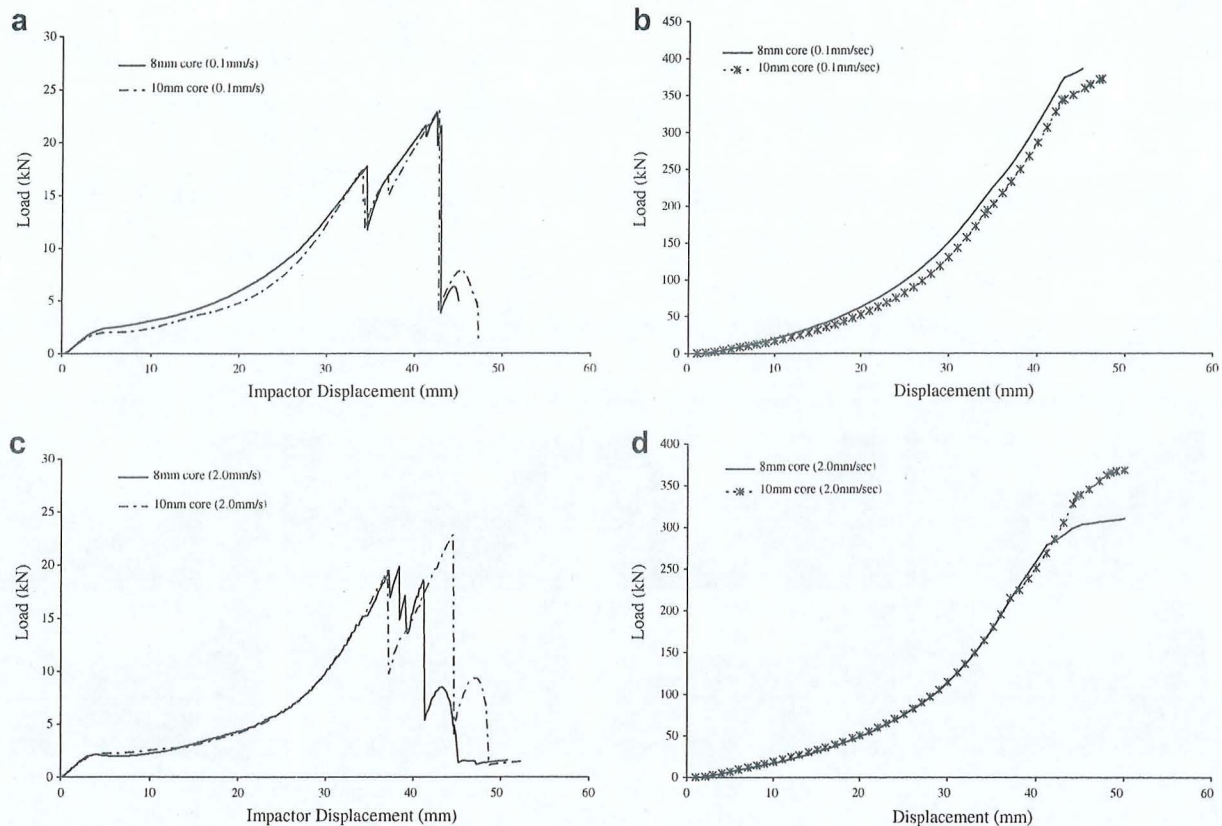 a
30
25
20
15
10
5
0
Load (kN)
8mm core (0.1mm/s)
10mm core (0.1mm/s)
0 10 20 30 40 50 60
Impactor Displacement (mm)
b
450
400
350
300
250
200
150
100
50
0
Load (kN)
8mm core (0.1mm/sec)
10mm core (0.1mm/sec)
0 10 20 30 40 50 60
Displacement (mm)
c
30
25
20
15
10
5
0
Load (kN)
8mm core (2.0mm/s)
10mm core (2.0mm/s)
0 10 20 30 40 50 60
Impactor Displacement (mm)
d
400
350
300
250
200
150
100
50
0
Load (kN)
8mm core (2.0mm/sec)
10mm core (2.0mm/sec)
0 10 20 30 40 50 60
Displacement (mm)